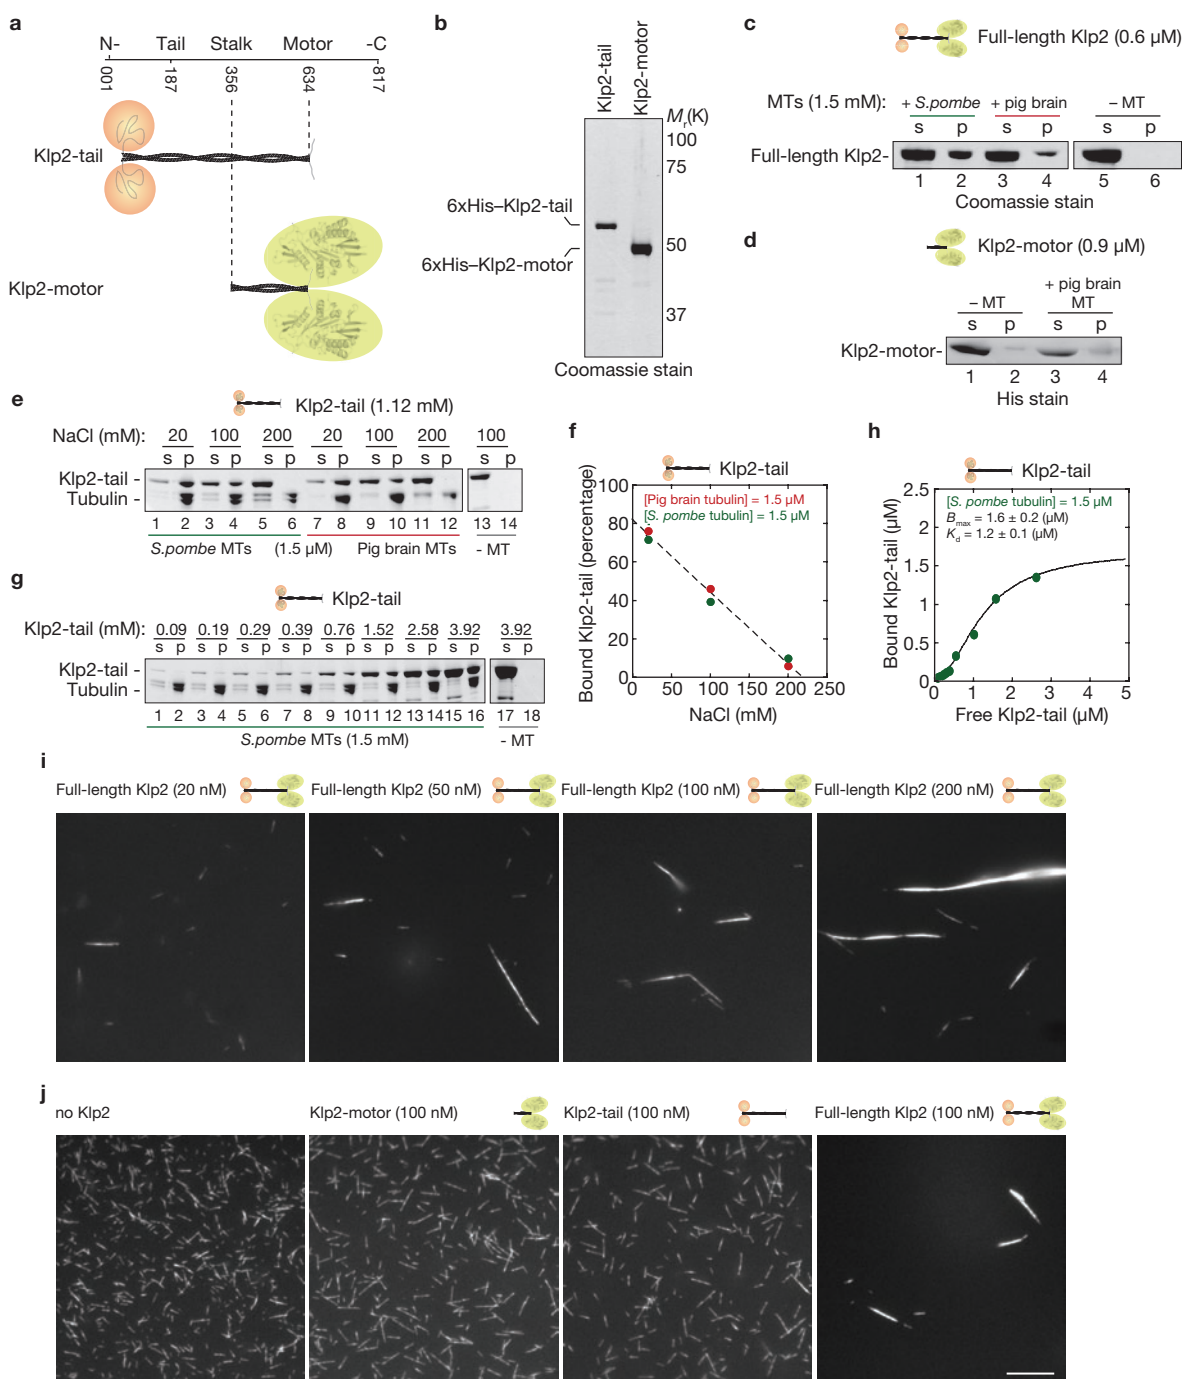 a
N- Tail Stalk Motor -C
001 187 356 634 817
Klp2-tail
Klp2-motor
b
Klp2-tail
Klp2-motor
Mr(K)
100
75
50
37
6xHis–Klp2-tail
6xHis–Klp2-motor
Coomassie stain
c
Full-length Klp2 (0.6 µM)
MTs (1.5 mM): + S.pombe + pig brain – MT
s p s p s p
Full-length Klp2-
1 2 3 4 5 6
Coomassie stain
d
Klp2-motor (0.9 µM)
+ pig brain
– MT MT
s p s p
Klp2-motor-
1 2 3 4
His stain
e
Klp2-tail (1.12 mM)
NaCl (mM): 20 100 200 20 100 200 100
s p s p s p s p s p s p s p
Klp2-tail -
Tubulin -
1 2 3 4 5 6 7 8 9 10 11 12 13 14
S.pombe MTs (1.5 µM) Pig brain MTs - MT
f
Klp2-tail
[Pig brain tubulin] = 1.5 µM
[S. pombe tubulin] = 1.5 µM
Bound Klp2-tail (percentage)
100
80
60
40
20
0
0 50 100 150 200 250
NaCl (mM)
g
Klp2-tail
Klp2-tail (mM): 0.09 0.19 0.29 0.39 0.76 1.52 2.58 3.92 3.92
s p s p s p s p s p s p s p s p s p
Klp2-tail -
Tubulin -
1 2 3 4 5 6 7 8 9 10 11 12 13 14 15 16 17 18
S.pombe MTs (1.5 mM) - MT
h
Klp2-tail
[S. pombe tubulin] = 1.5 µM
Bmax = 1.6 ± 0.2 (µM)
Kd = 1.2 ± 0.1 (µM)
Bound Klp2-tail (µM)
2.5
2
1.5
1
0.5
0
0 1 2 3 4 5
Free Klp2-tail (µM)
i
Full-length Klp2 (20 nM) Full-length Klp2 (50 nM) Full-length Klp2 (100 nM) Full-length Klp2 (200 nM)
j
no Klp2 Klp2-motor (100 nM) Klp2-tail (100 nM) Full-length Klp2 (100 nM)